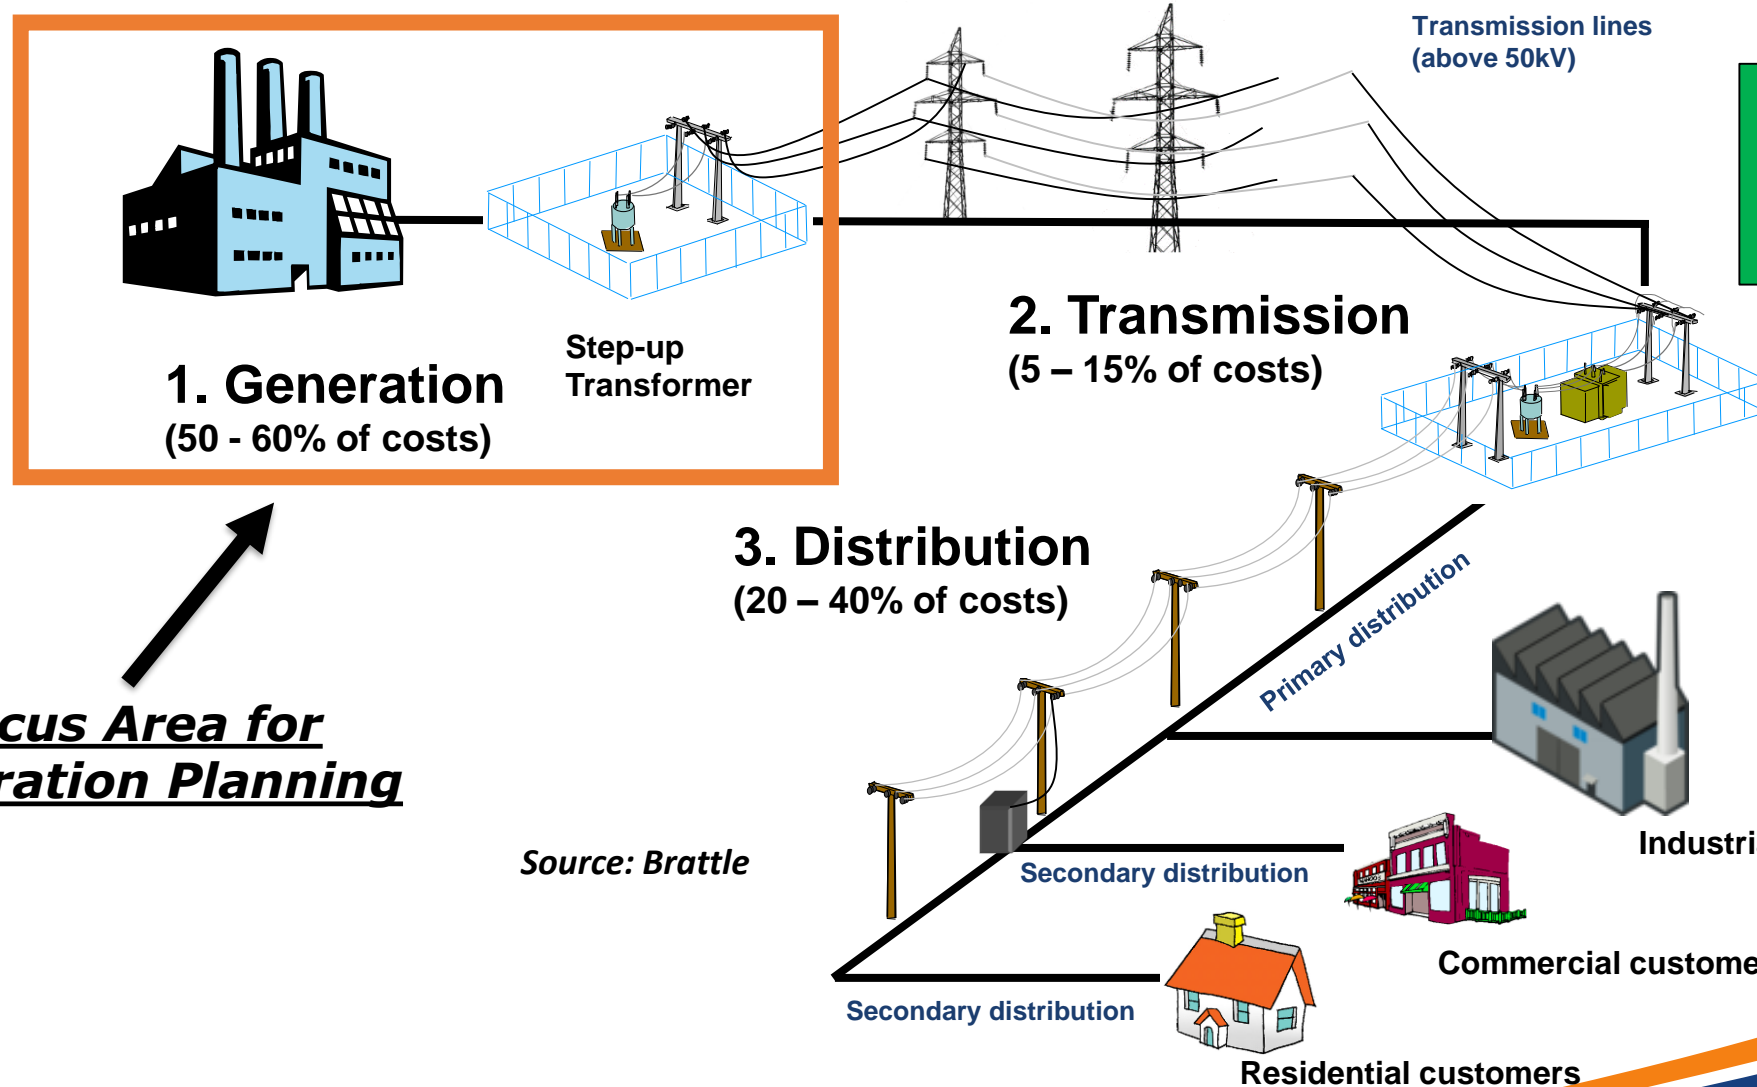 Transmission lines
(above 50kV)
2. Transmission
(5 – 15% of costs)
Step-up
Transformer
1. Generation
(50 - 60% of costs)
3. Distribution
(20 – 40% of costs)
Primary distribution
cus Area for
ration Planning
Source: Brattle
Secondary distribution
Industri
Commercial custome
Secondary distribution
Residential customers